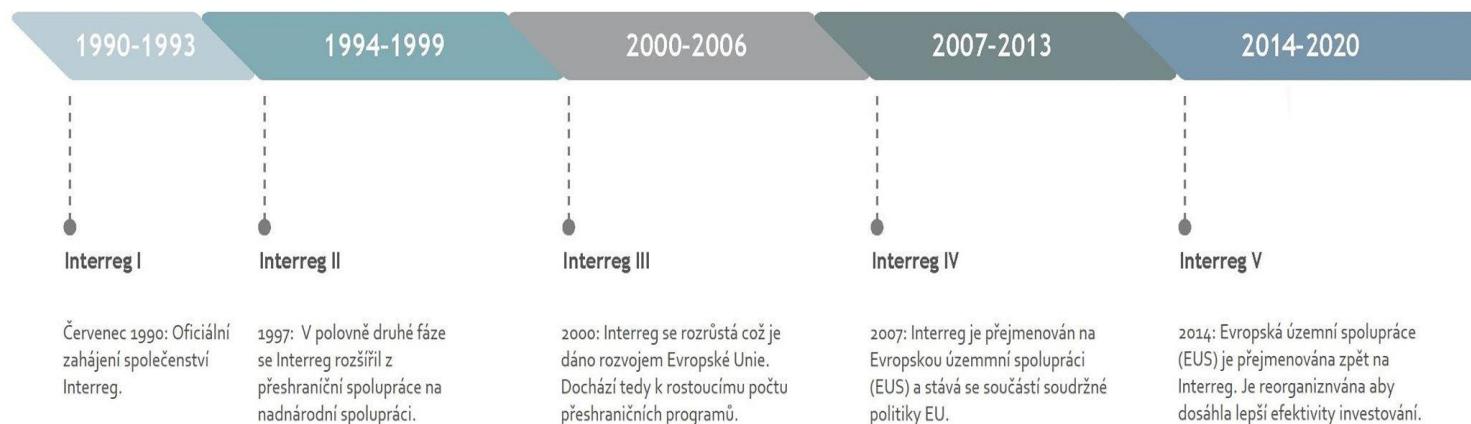 1990-1993
1994-1999
2000-2006
2007-2013
2014-2020
Interreg I
Červenec 1990: Oficiální
zahájení společenství
Interreg.
Interreg II
1997:  V polovně druhé fáze
se Interreg rozšířil z
přeshraníční spolupráce na
nadnárodní spolupráci.
Interreg III
2000: Interreg se rozrůstá což je
dáno rozvojem Evropské Unie.
Dochází tedy k rostoucímu počtu
přeshraničních programů.
Interreg IV
2007: Interreg je přejmenován na
Evropskou územmní spolupráci
(EUS) a stává se součástí soudržné
politiky EU.
Interreg V
2014: Evropská územní spolupráce
(EUS) je přejmenována zpět na
Interreg. Je reorganiznvána aby
dosáhla lepší efektivity investování.